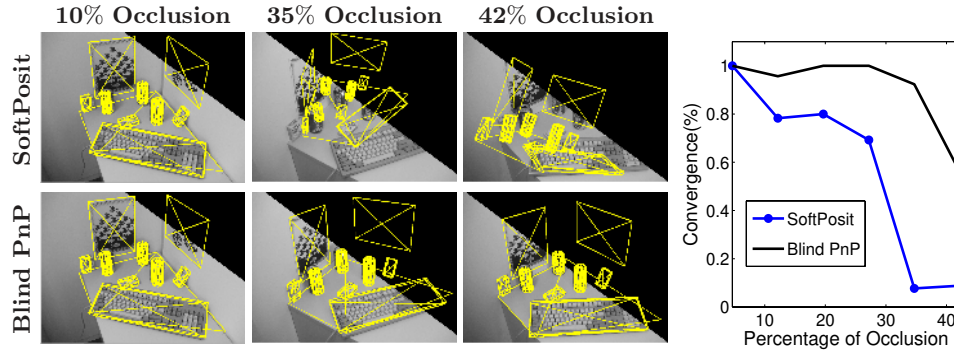 10% Occlusion 35% Occlusion 42% Occlusion
SoftPosit
Blind PnP
Convergence(%)
1
0.8
0.6
0.4
0.2
0
SoftPosit
Blind PnP
10 20 30 40
Percentage of Occlusion